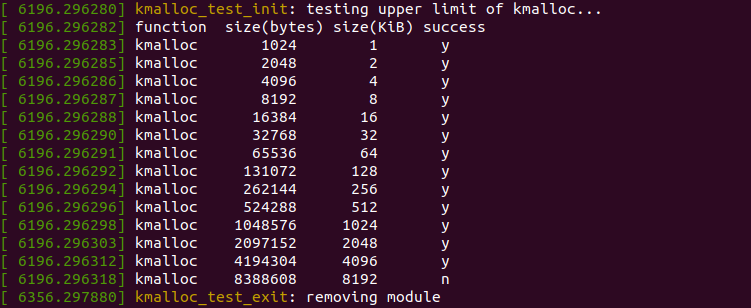 [ 6196.296280] kmalloc_test_init: testing upper limit of kmalloc...
[ 6196.296282] function  size(bytes) size(KiB) success
[ 6196.296283] kmalloc       1024        1       y
[ 6196.296285] kmalloc       2048        2       y
[ 6196.296286] kmalloc       4096        4       y
[ 6196.296287] kmalloc       8192        8       y
[ 6196.296288] kmalloc      16384       16       y
[ 6196.296290] kmalloc      32768       32       y
[ 6196.296291] kmalloc      65536       64       y
[ 6196.296292] kmalloc     131072      128       y
[ 6196.296294] kmalloc     262144      256       y
[ 6196.296296] kmalloc     524288      512       y
[ 6196.296298] kmalloc    1048576     1024       y
[ 6196.296303] kmalloc    2097152     2048       y
[ 6196.296312] kmalloc    4194304     4096       y
[ 6196.296318] kmalloc    8388608     8192       n
[ 6356.297880] kmalloc_test_exit: removing module